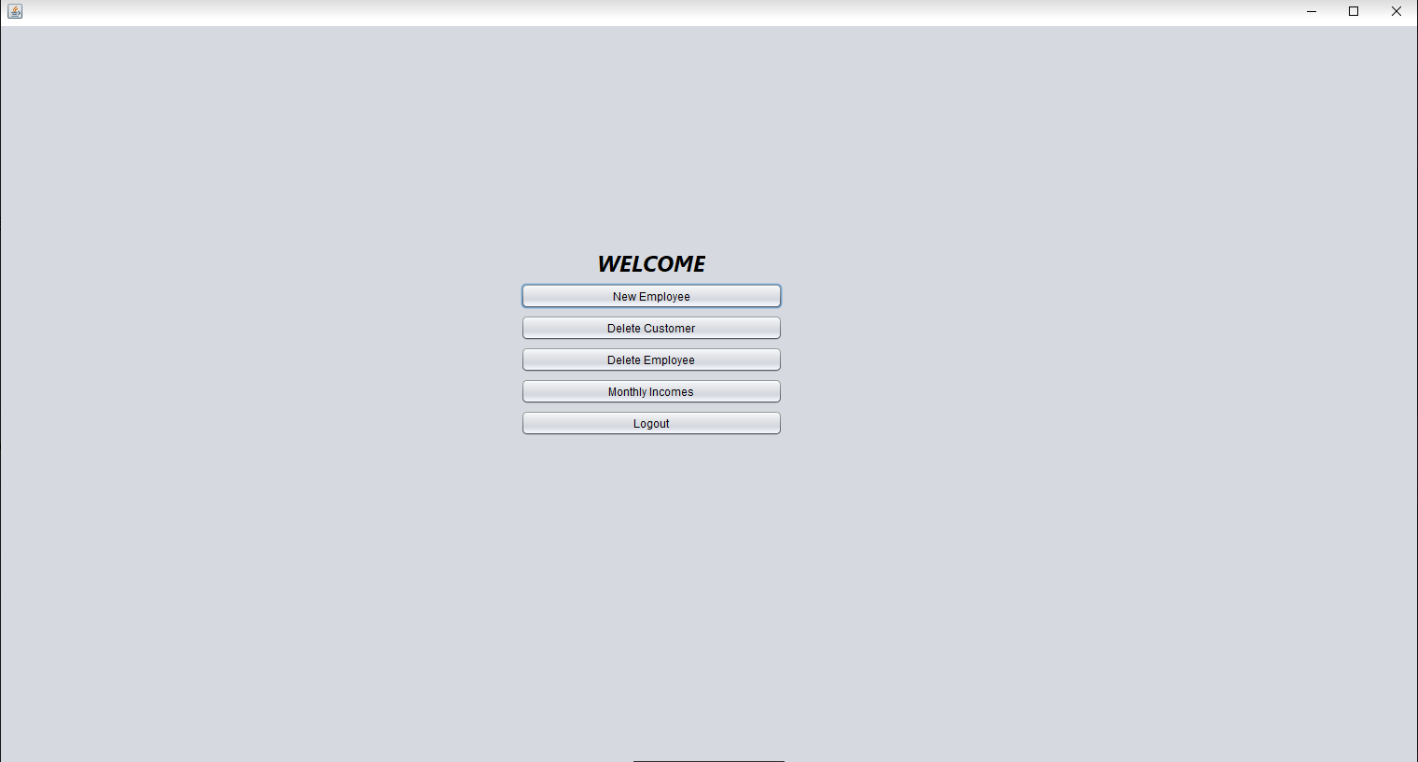 WELCOME
New Employee
Delete Customer
Delete Employee
Monthly Incomes
Logout